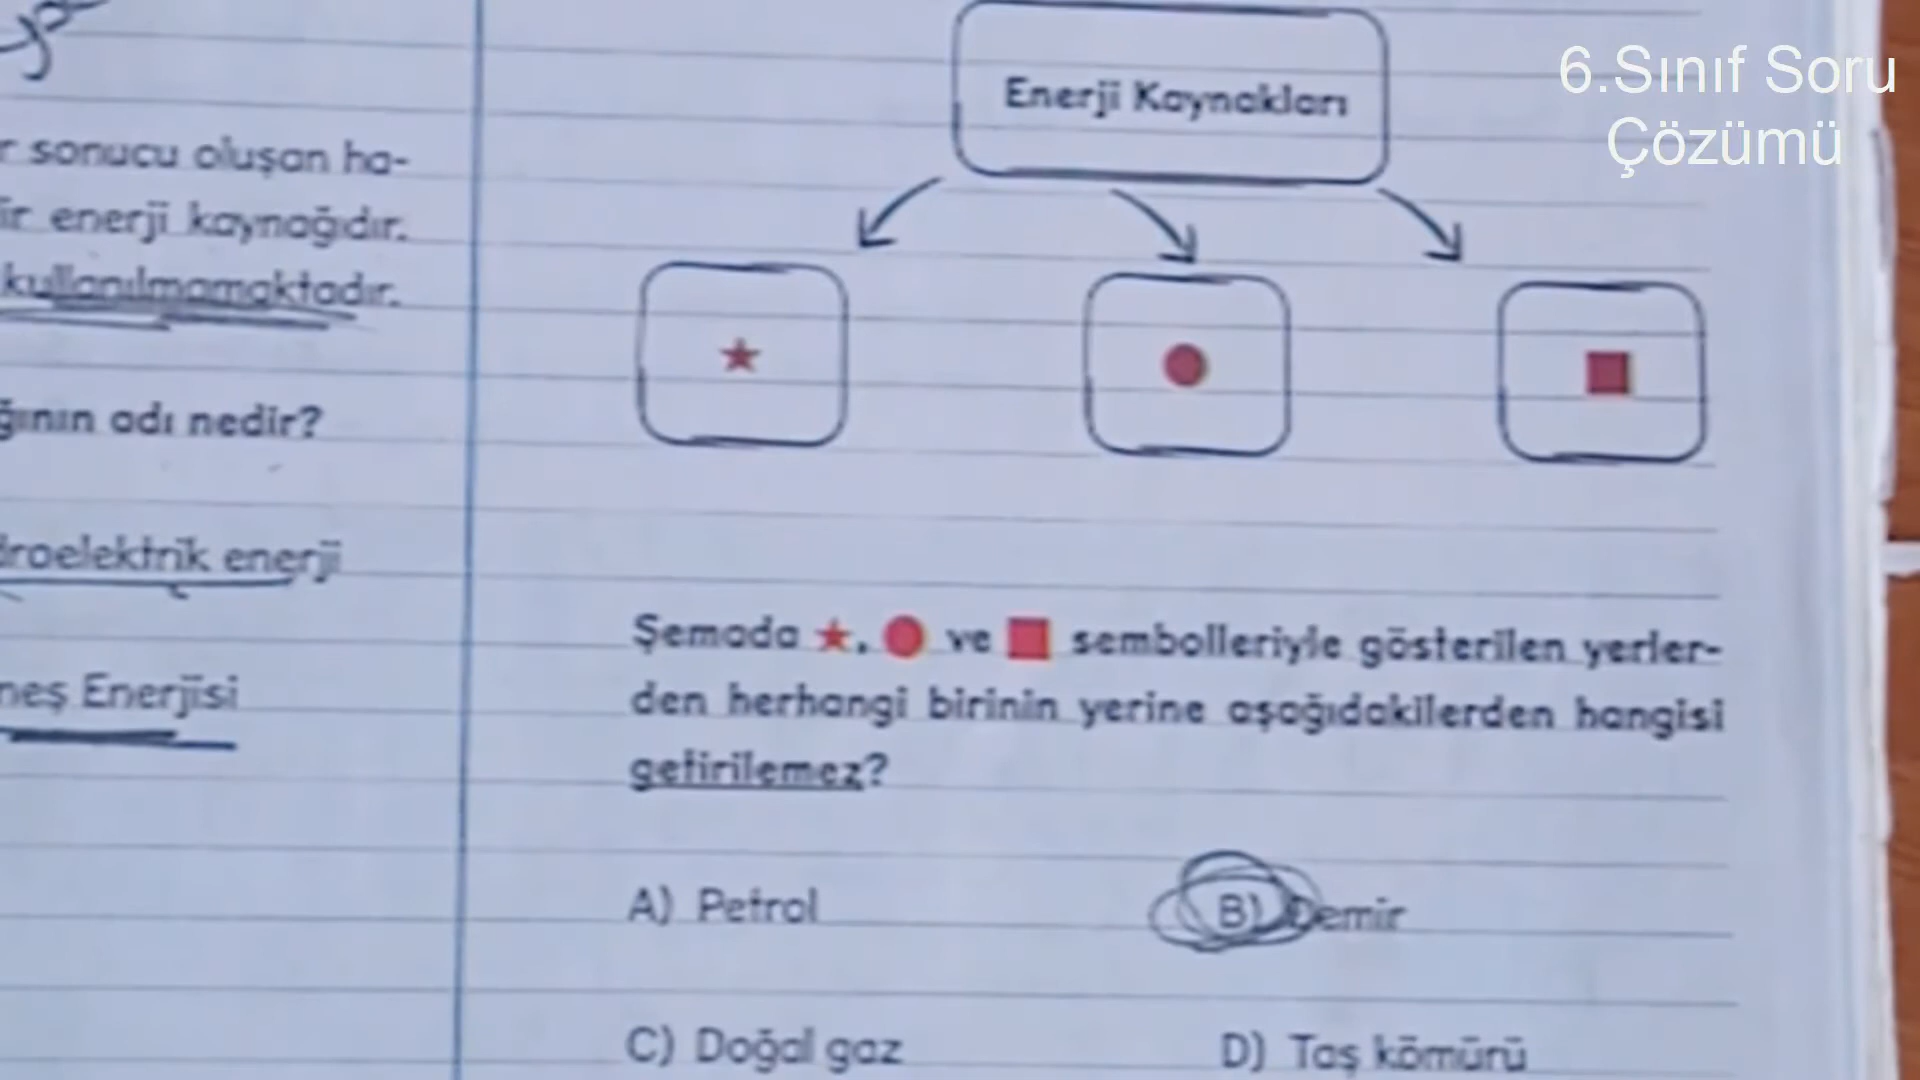 6.Sınıf Soru
Çözümü
r sonucu oluşan ha-
ir enerji kaynağıdır.
kullanılmamaktadır.
ğının adı nedir?
droelektrik enerji
neş Enerjisi
Enerji Kaynakları
Şemada ★, ● ve ■ sembolleriyle gösterilen yerler-
den herhangi birinin yerine aşağıdakilerden hangisi
getirilemez?
A) Petrol
B) Demir
C) Doğal gaz
D) Taş kömürü